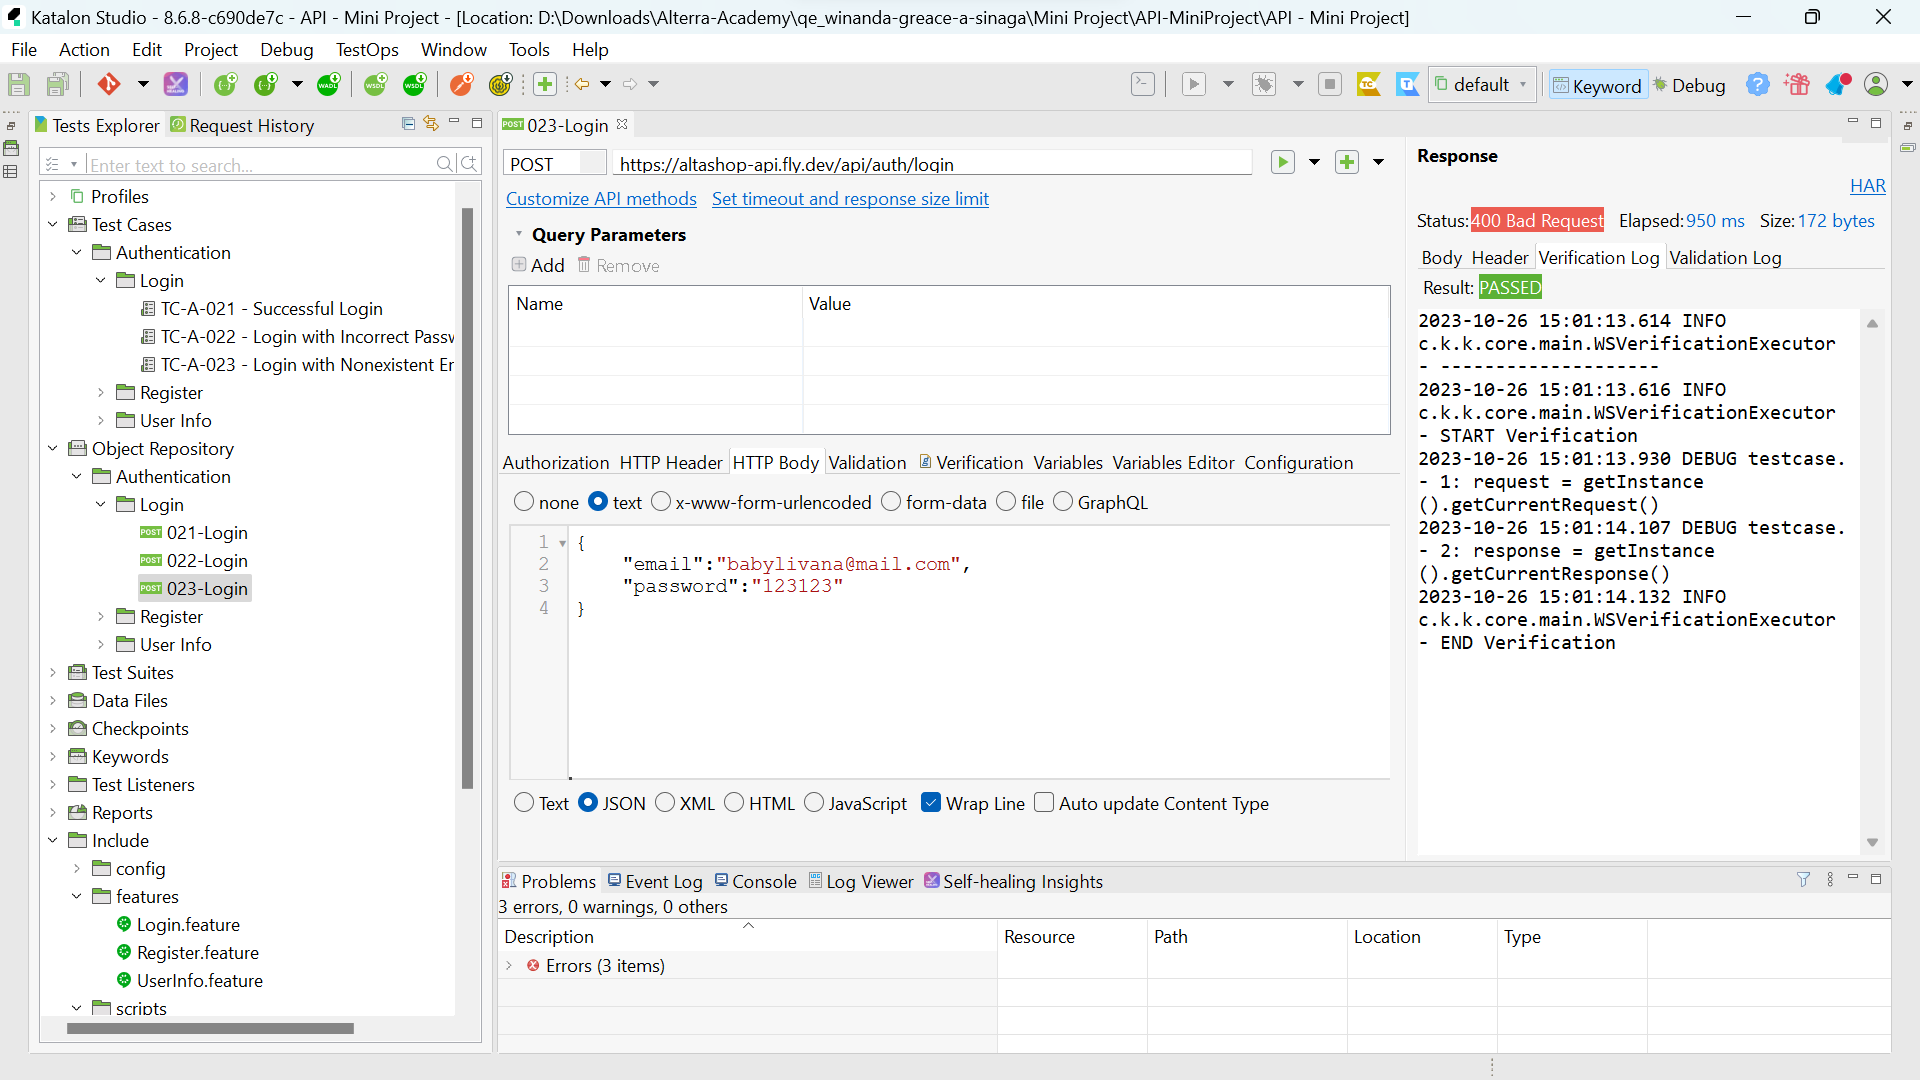 Katalon Studio - 8.6.8-c690de7c - API - Mini Project - [Location: D:\Downloads\Alterra-Academy\qe_winanda-greace-a-sinaga\Mini Project\API-MiniProject\API - Mini Project]
File Action Edit Project Debug TestOps Window Tools Help
default Keyword Debug
Tests Explorer Request History
Enter text to search...
Profiles
Test Cases
Authentication
Login
TC-A-021 - Successful Login
TC-A-022 - Login with Incorrect Passw
TC-A-023 - Login with Nonexistent Er
Register
User Info
Object Repository
Authentication
Login
POST 021-Login
POST 022-Login
POST 023-Login
Register
User Info
Test Suites
Data Files
Checkpoints
Keywords
Test Listeners
Reports
Include
config
features
Login.feature
Register.feature
UserInfo.feature
scripts
POST 023-Login
POST https://altashop-api.fly.dev/api/auth/login
Customize API methods Set timeout and response size limit
Query Parameters
Add Remove
Name Value
Authorization HTTP Header HTTP Body Validation Verification Variables Variables Editor Configuration
none text x-www-form-urlencoded form-data file GraphQL
1 {
2 "email":"babylivana@mail.com",
3 "password":"123123"
4 }
Text JSON XML HTML JavaScript Wrap Line Auto update Content Type
Response
HAR
Status: 400 Bad Request Elapsed: 950 ms Size: 172 bytes
Body Header Verification Log Validation Log
Result: PASSED
2023-10-26 15:01:13.614 INFO
c.k.k.core.main.WSVerificationExecutor
- --------------------
2023-10-26 15:01:13.616 INFO
c.k.k.core.main.WSVerificationExecutor
- START Verification
2023-10-26 15:01:13.930 DEBUG testcase.
- 1: request = getInstance
().getCurrentRequest()
2023-10-26 15:01:14.107 DEBUG testcase.
- 2: response = getInstance
().getCurrentResponse()
2023-10-26 15:01:14.132 INFO
c.k.k.core.main.WSVerificationExecutor
- END Verification
Problems Event Log Console Log Viewer Self-healing Insights
3 errors, 0 warnings, 0 others
Description Resource Path Location Type
Errors (3 items)